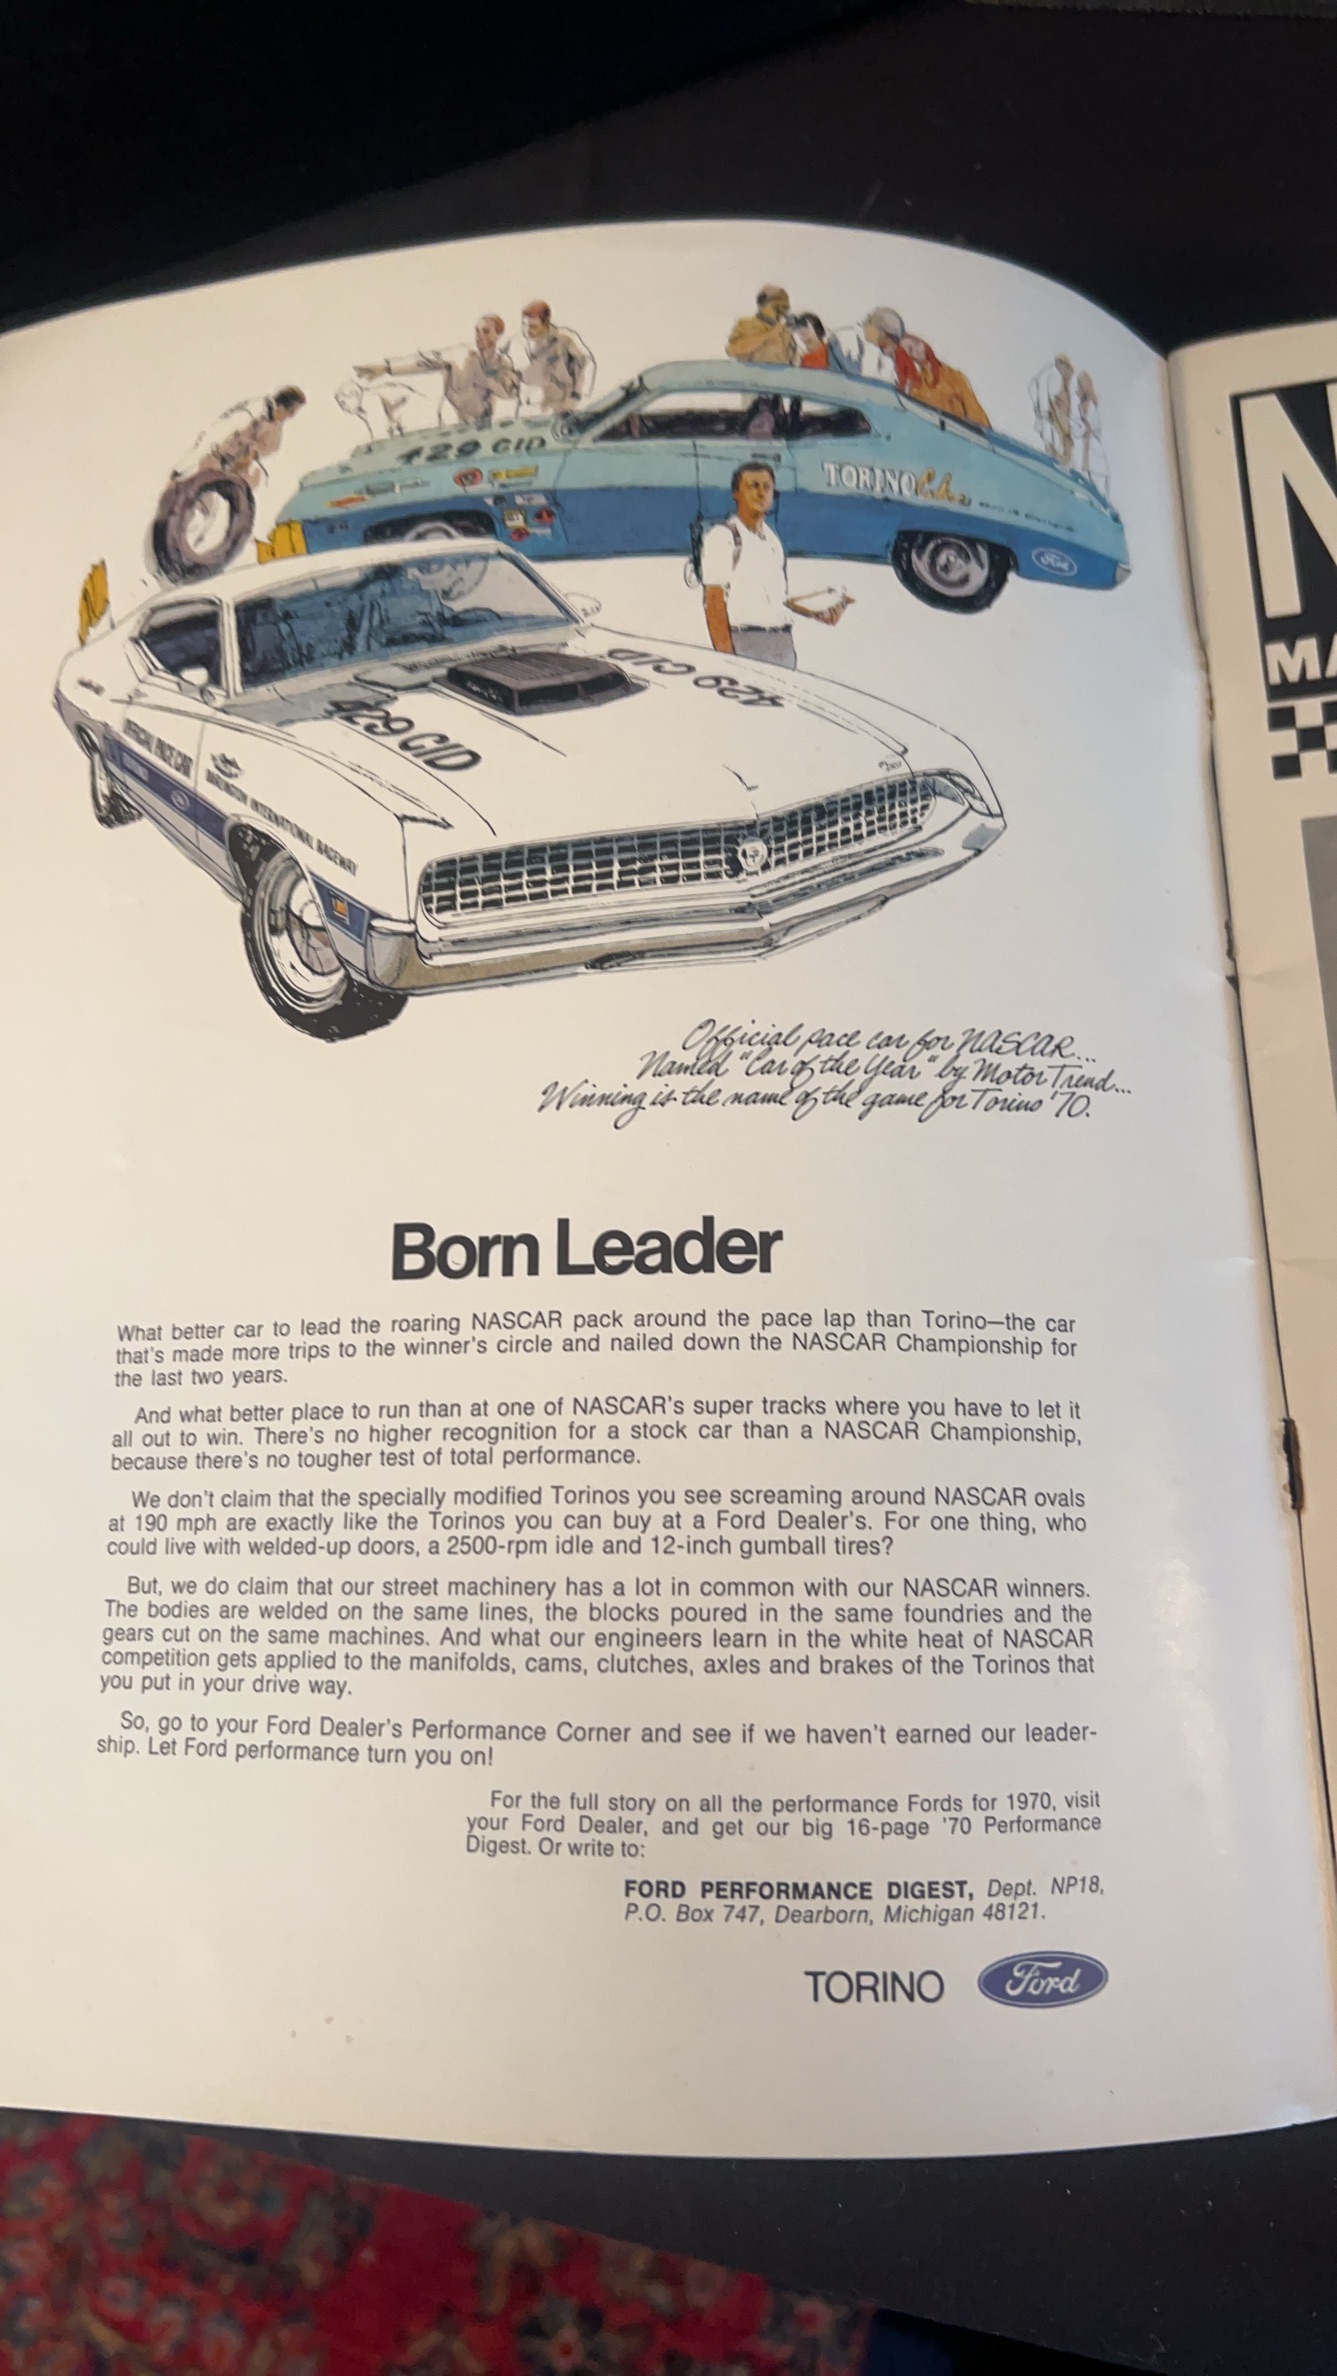 429 CID
TORINO Cobra
Ford
429 CID
429 CID
OFFICIAL PACE CAR
INTERNATIONAL RACEWAY
Official pace car for NASCAR...
Named "Car of the Year" by Motor Trend...
Winning is the name of the game for Torino '70.
Born Leader
What better car to lead the roaring NASCAR pack around the pace lap than Torino—the car
that's made more trips to the winner's circle and nailed down the NASCAR Championship for
the last two years.
And what better place to run than at one of NASCAR's super tracks where you have to let it
all out to win. There's no higher recognition for a stock car than a NASCAR Championship,
because there's no tougher test of total performance.
We don't claim that the specially modified Torinos you see screaming around NASCAR ovals
at 190 mph are exactly like the Torinos you can buy at a Ford Dealer's. For one thing, who
could live with welded-up doors, a 2500-rpm idle and 12-inch gumball tires?
But, we do claim that our street machinery has a lot in common with our NASCAR winners.
The bodies are welded on the same lines, the blocks poured in the same foundries and the
gears cut on the same machines. And what our engineers learn in the white heat of NASCAR
competition gets applied to the manifolds, cams, clutches, axles and brakes of the Torinos that
you put in your drive way.
So, go to your Ford Dealer's Performance Corner and see if we haven't earned our leader-
ship. Let Ford performance turn you on!
For the full story on all the performance Fords for 1970, visit
your Ford Dealer, and get our big 16-page '70 Performance
Digest. Or write to:
FORD PERFORMANCE DIGEST, Dept. NP18,
P.O. Box 747, Dearborn, Michigan 48121.
TORINO Ford
N
MA